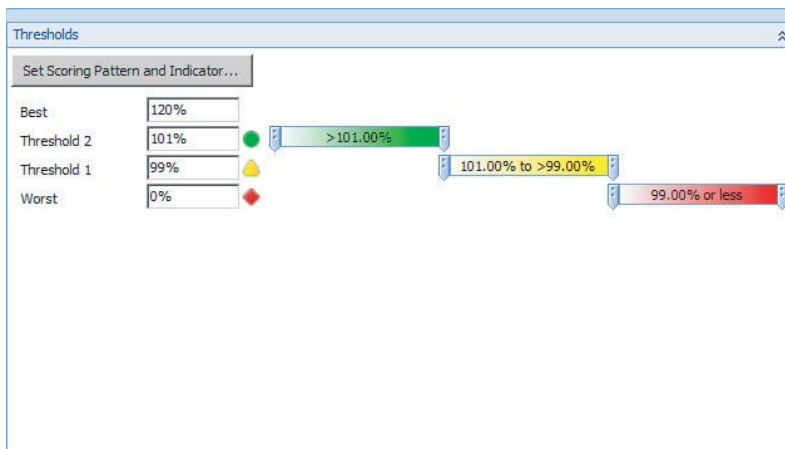 Thresholds
Set Scoring Pattern and Indicator...
Best 120%
Threshold 2 101% >101.00%
Threshold 1 99% 101.00% to >99.00%
Worst 0% 99.00% or less